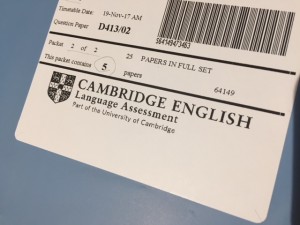 Timetable Date: 19-Nov-17 AM
Question Paper D413/02
564149473463
Packet 2 of 2 25 PAPERS IN FULL SET
This packet contains 5 papers 64149
CAMBRIDGE ENGLISH
Language Assessment
Part of the University of Cambridge